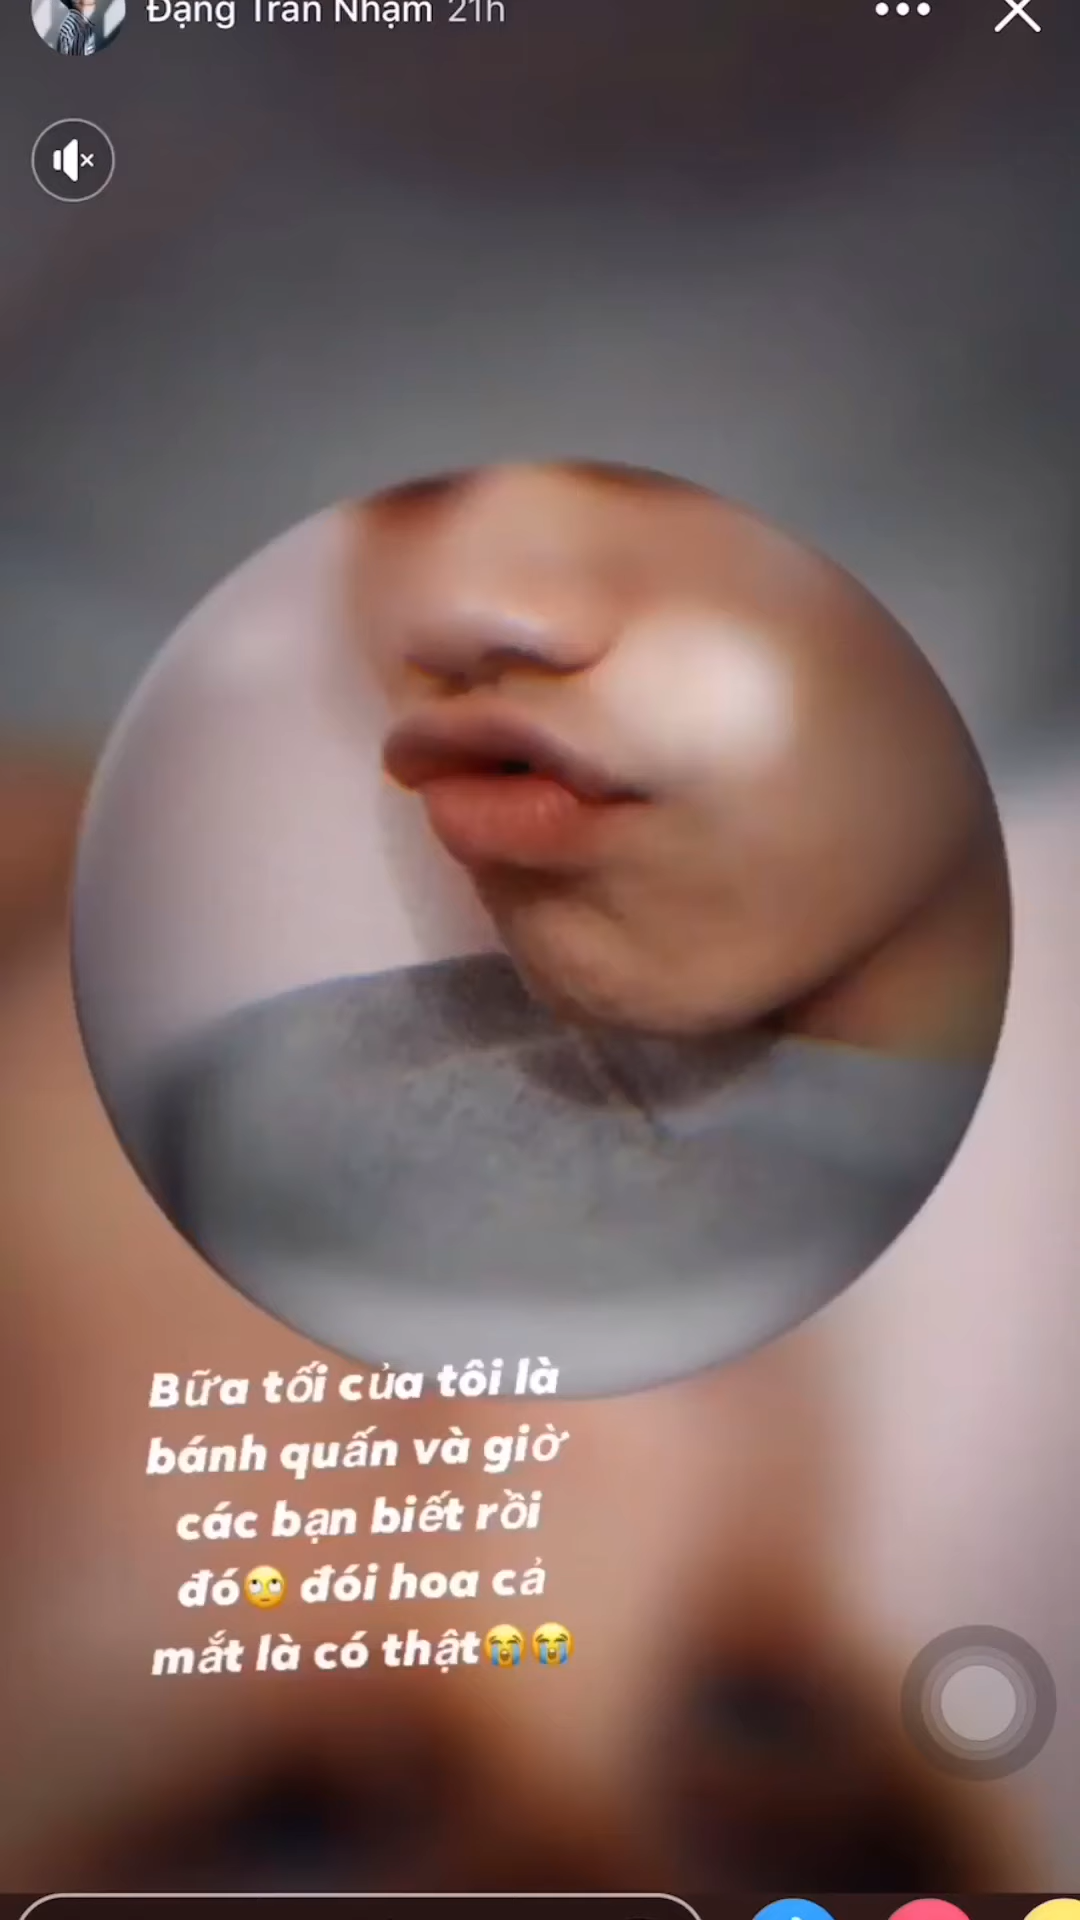 Đặng Trần Nhậm 21h
Bữa tối của tôi là
bánh quấn và giờ
các bạn biết rồi
đó🙄 đói hoa cả
mắt là có thật😭😭